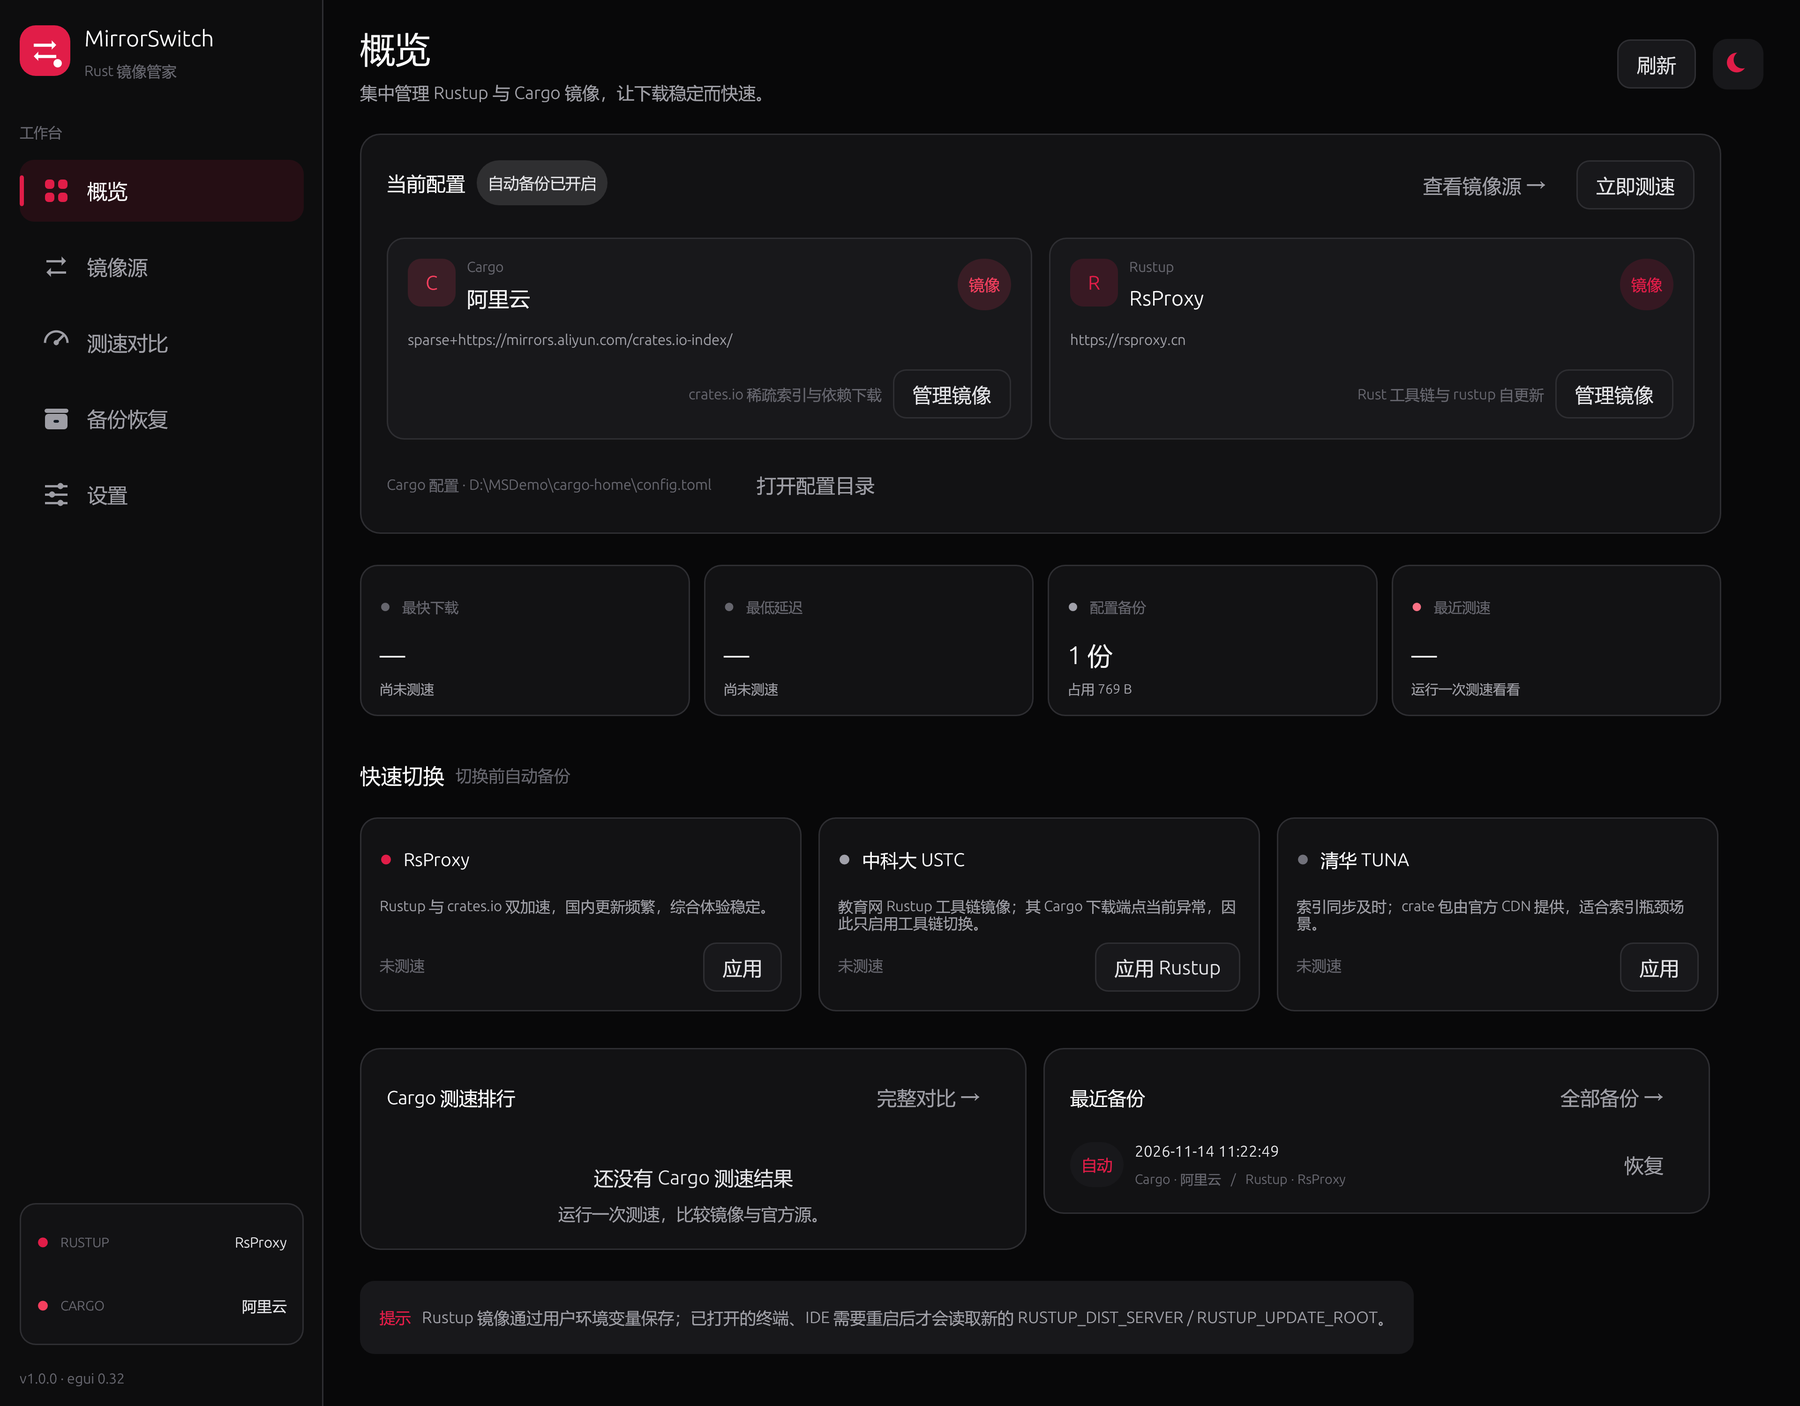 MirrorSwitch
Rust 镜像管家
工作台
概览
镜像源
测速对比
备份恢复
设置
RUSTUP RsProxy
CARGO 阿里云
v1.0.0 · egui 0.32
概览
集中管理 Rustup 与 Cargo 镜像，让下载稳定而快速。
刷新
当前配置 自动备份已开启 查看镜像源 → 立即测速
C Cargo
阿里云
镜像
sparse+https://mirrors.aliyun.com/crates.io-index/
crates.io 稀疏索引与依赖下载 管理镜像
R Rustup
RsProxy
镜像
https://rsproxy.cn
Rust 工具链与 rustup 自更新 管理镜像
Cargo 配置 · D:\MSDemo\cargo-home\config.toml 打开配置目录
最快下载
—
尚未测速
最低延迟
—
尚未测速
配置备份
1 份
占用 769 B
最近测速
—
运行一次测速看看
快速切换 切换前自动备份
RsProxy
Rustup 与 crates.io 双加速，国内更新频繁，综合体验稳定。
未测速 应用
中科大 USTC
教育网 Rustup 工具链镜像；其 Cargo 下载端点当前异常，因
此只启用工具链切换。
未测速 应用 Rustup
清华 TUNA
索引同步及时；crate 包由官方 CDN 提供，适合索引瓶颈场
景。
未测速 应用
Cargo 测速排行 完整对比 →
还没有 Cargo 测速结果
运行一次测速，比较镜像与官方源。
最近备份 全部备份 →
自动 2026-11-14 11:22:49
Cargo · 阿里云 / Rustup · RsProxy
恢复
提示 Rustup 镜像通过用户环境变量保存；已打开的终端、IDE 需要重启后才会读取新的 RUSTUP_DIST_SERVER / RUSTUP_UPDATE_ROOT。